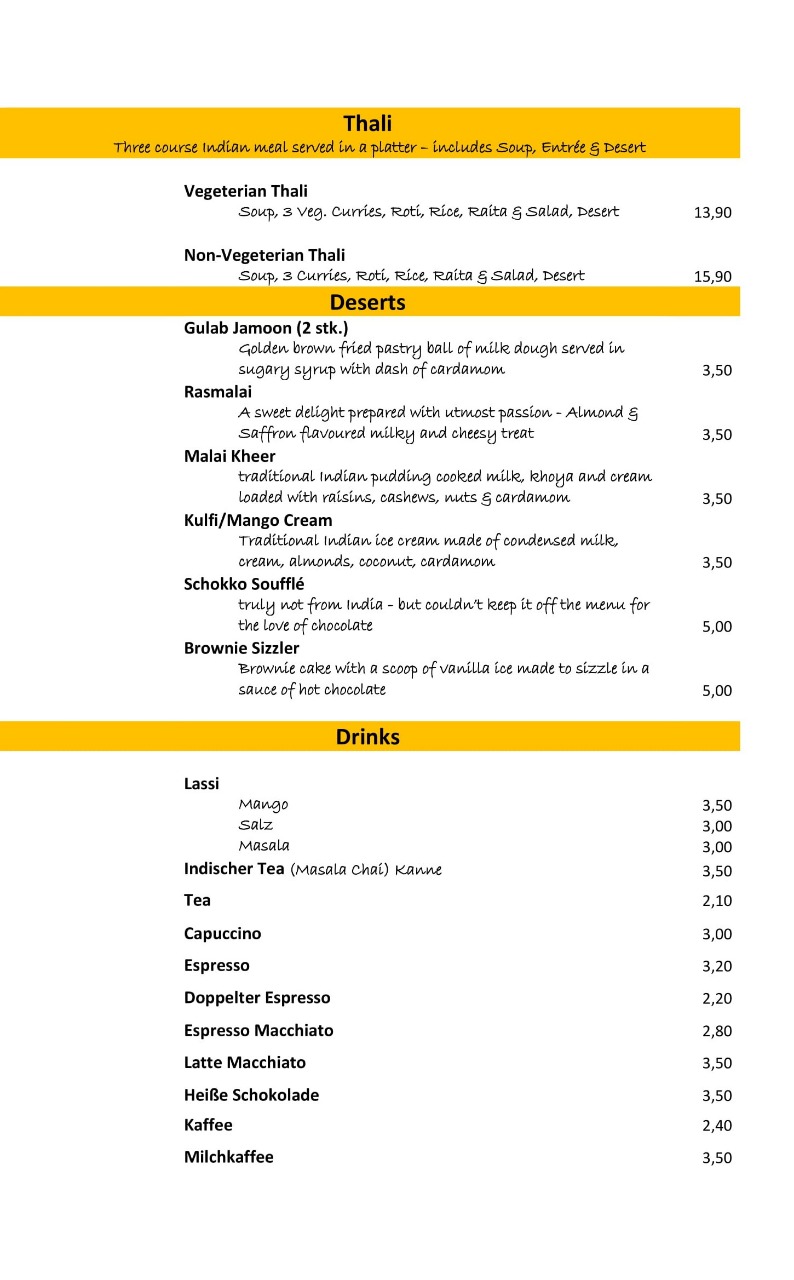 Thali
Three course Indian meal served in a platter – includes Soup, Entrée & Desert
Vegeterian Thali
Soup, 3 Veg. Curries, Roti, Rice, Raita & Salad, Desert 13,90
Non-Vegeterian Thali
Soup, 3 Curries, Roti, Rice, Raita & Salad, Desert 15,90
Deserts
Gulab Jamoon (2 stk.)
Golden brown fried pastry ball of milk dough served in
sugary syrup with dash of cardamom 3,50
Rasmalai
A sweet delight prepared with utmost passion - Almond &
Saffron flavoured milky and cheesy treat 3,50
Malai Kheer
traditional Indian pudding cooked milk, khoya and cream
loaded with raisins, cashews, nuts & cardamom 3,50
Kulfi/Mango Cream
Traditional Indian ice cream made of condensed milk,
cream, almonds, coconut, cardamom 3,50
Schokko Soufflé
truly not from India - but couldn't keep it off the menu for
the love of chocolate 5,00
Brownie Sizzler
Brownie cake with a scoop of vanilla ice made to sizzle in a
sauce of hot chocolate 5,00
Drinks
Lassi
Mango 3,50
Salz 3,00
Masala 3,00
Indischer Tea (Masala Chai) Kanne 3,50
Tea 2,10
Capuccino 3,00
Espresso 3,20
Doppelter Espresso 2,20
Espresso Macchiato 2,80
Latte Macchiato 3,50
Heiße Schokolade 3,50
Kaffee 2,40
Milchkaffee 3,50